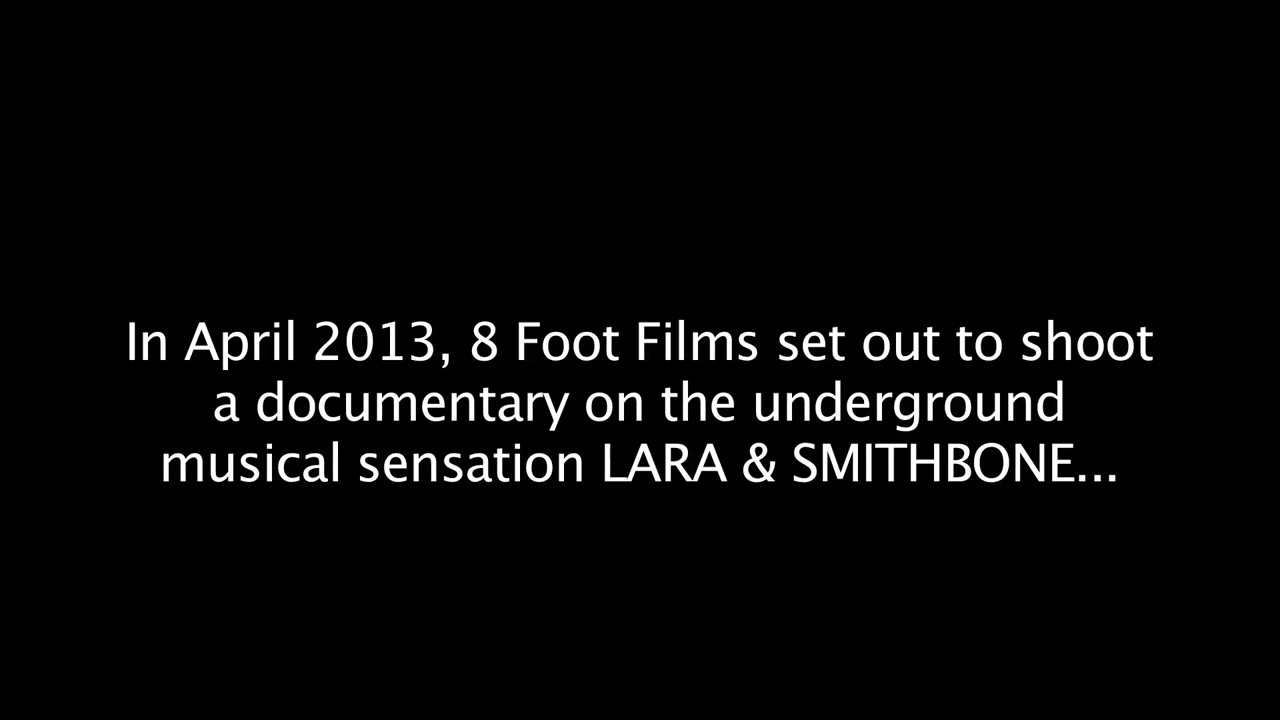 In April 2013, 8 Foot Films set out to shoot
a documentary on the underground
musical sensation LARA & SMITHBONE...